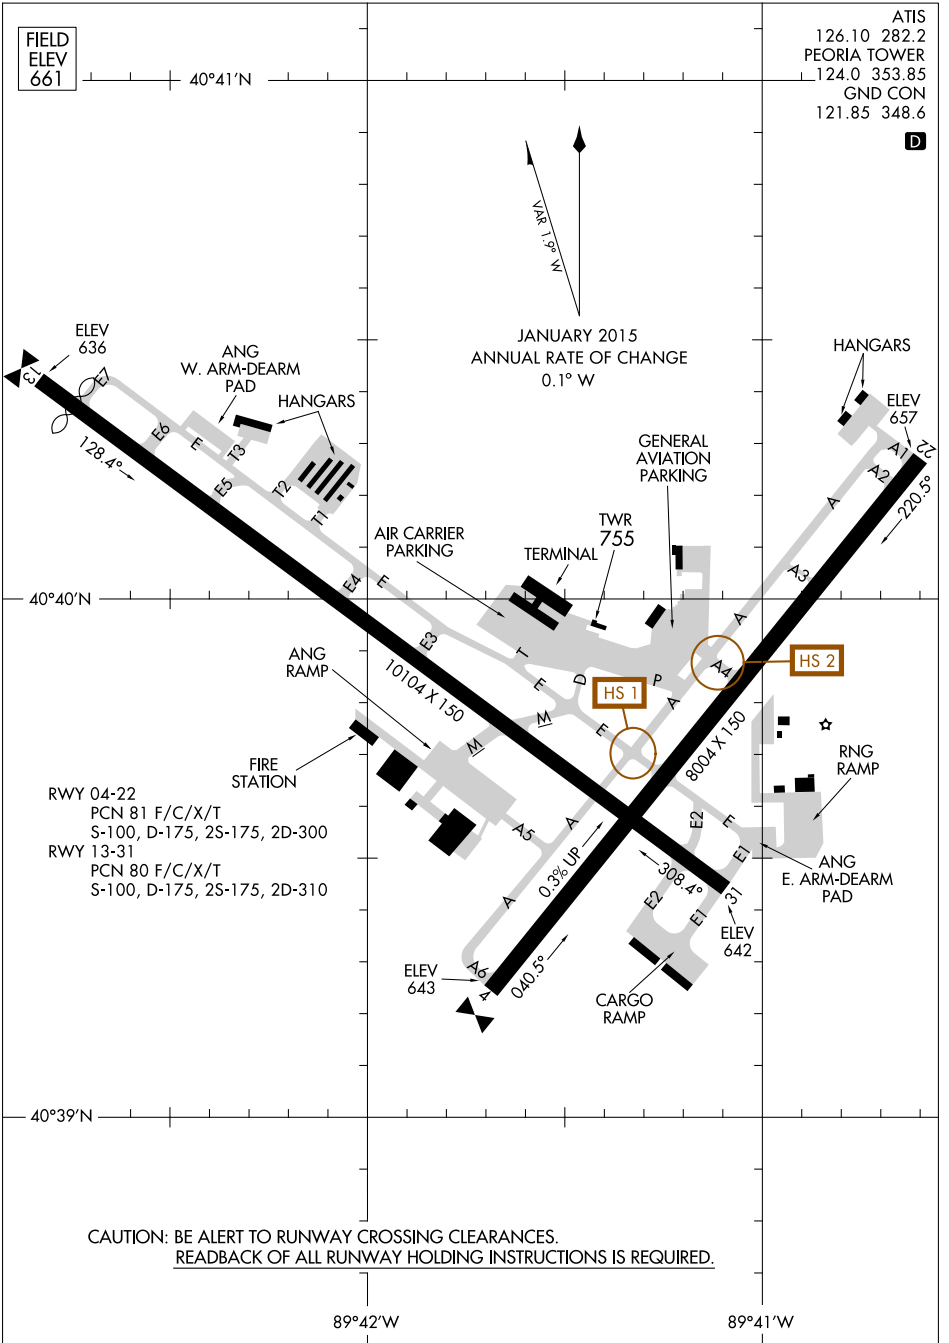 FIELD
ELEV
661
ATIS
126.10 282.2
PEORIA TOWER
124.0 353.85
GND CON
121.85 348.6
D
40°41'N
VAR 1.9° W
JANUARY 2015
ANNUAL RATE OF CHANGE
0.1° W
ELEV
636
13
E7
ANG
W. ARM-DEARM
PAD
HANGARS
128.4°
E6
E
T3
E5
T2
T1
HANGARS
ELEV
657
22
A1
A2
220.5°
A
GENERAL
AVIATION
PARKING
TWR
755
AIR CARRIER
PARKING
TERMINAL
A3
40°40'N
E4
E
E3
A
T
ANG
RAMP
10104 X 150
E
D
P
A4
HS 2
HS 1
A
M
M
E
8004 X 150
FIRE
STATION
RNG
RAMP
RWY 04-22
PCN 81 F/C/X/T
S-100, D-175, 2S-175, 2D-300
RWY 13-31
PCN 80 F/C/X/T
S-100, D-175, 2S-175, 2D-310
A5
A
E2
E
E1
0.3% UP
308.4°
ANG
E. ARM-DEARM
PAD
A
E2
E1
31
ELEV
642
ELEV
643
A6
4
040.5°
CARGO
RAMP
40°39'N
CAUTION: BE ALERT TO RUNWAY CROSSING CLEARANCES.
READBACK OF ALL RUNWAY HOLDING INSTRUCTIONS IS REQUIRED.
89°42'W
89°41'W